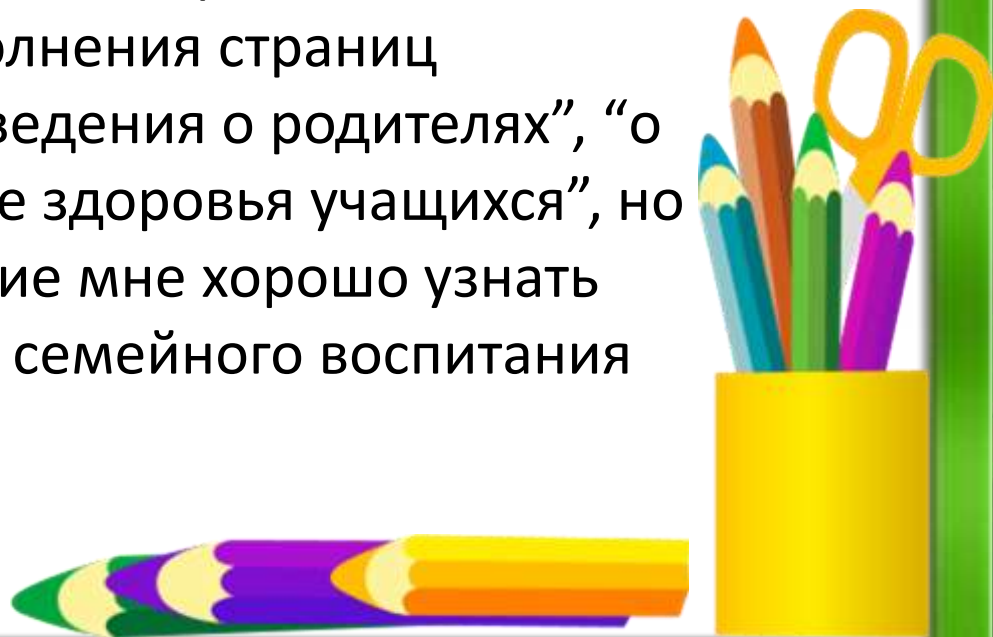 олнения страниц
ведения о родителях”, “о
е здоровья учащихся”, но
ие мне хорошо узнать
семейного воспитания